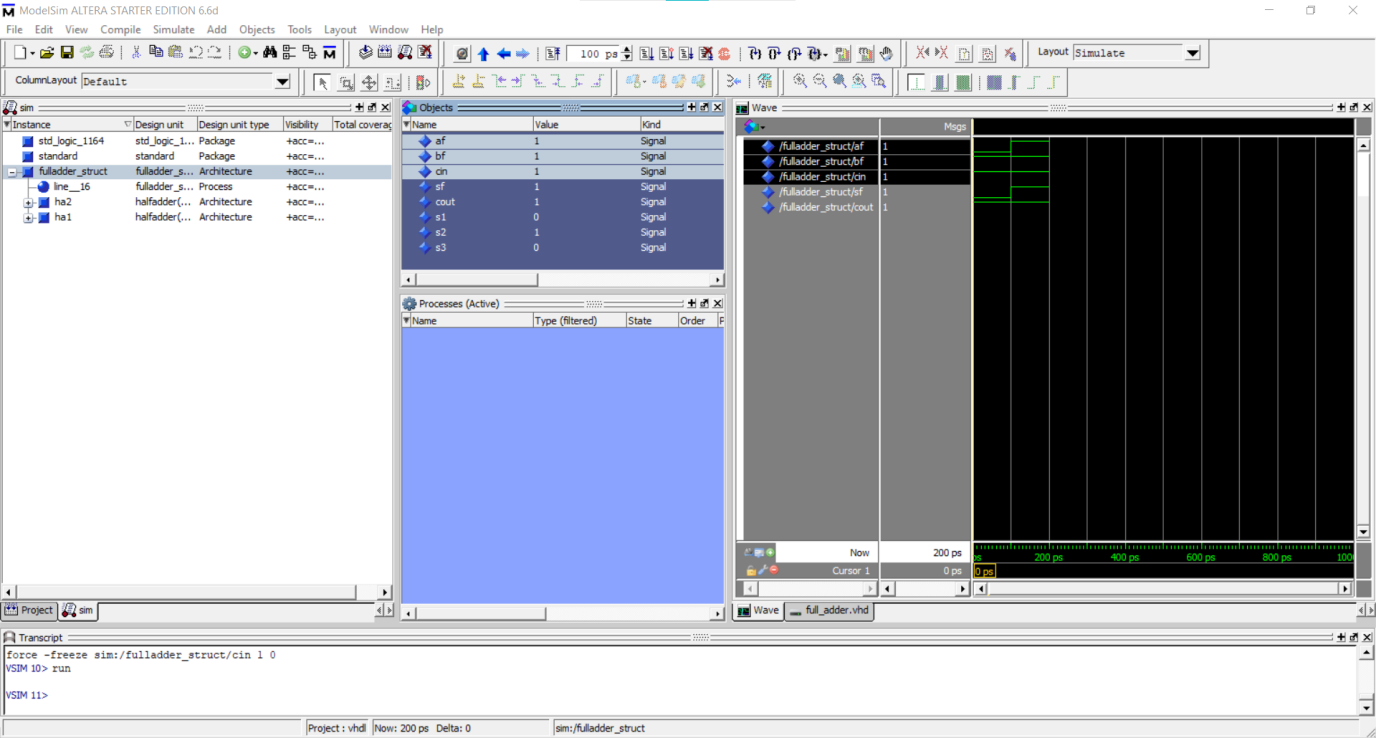 ModelSim ALTERA STARTER EDITION 6.6d
File Edit View Compile Simulate Add Objects Tools Layout Window Help
100 ps
Layout Simulate
ColumnLayout Default
sim
Instance Design unit Design unit type Visibility Total coverag
std_logic_1164 std_logic_1... Package +acc=...
standard standard Package +acc=...
fulladder_struct fulladder_s... Architecture +acc=...
line__16 fulladder_s... Process +acc=...
ha2 halfadder(... Architecture +acc=...
ha1 halfadder(... Architecture +acc=...
Project sim
Objects
Name Value Kind
af 1 Signal
bf 1 Signal
cin 1 Signal
sf 1 Signal
cout 1 Signal
s1 0 Signal
s2 1 Signal
s3 0 Signal
Processes (Active)
Name Type (filtered) State Order P
Wave
Msgs
/fulladder_struct/af 1
/fulladder_struct/bf 1
/fulladder_struct/cin 1
/fulladder_struct/sf 1
/fulladder_struct/cout 1
Now 200 ps
ps 200 ps 400 ps 600 ps 800 ps 100
Cursor 1 0 ps
0 ps
Wave full_adder.vhd
Transcript
force -freeze sim:/fulladder_struct/cin 1 0
VSIM 10> run
VSIM 11>
Project : vhdl Now: 200 ps Delta: 0 sim:/fulladder_struct